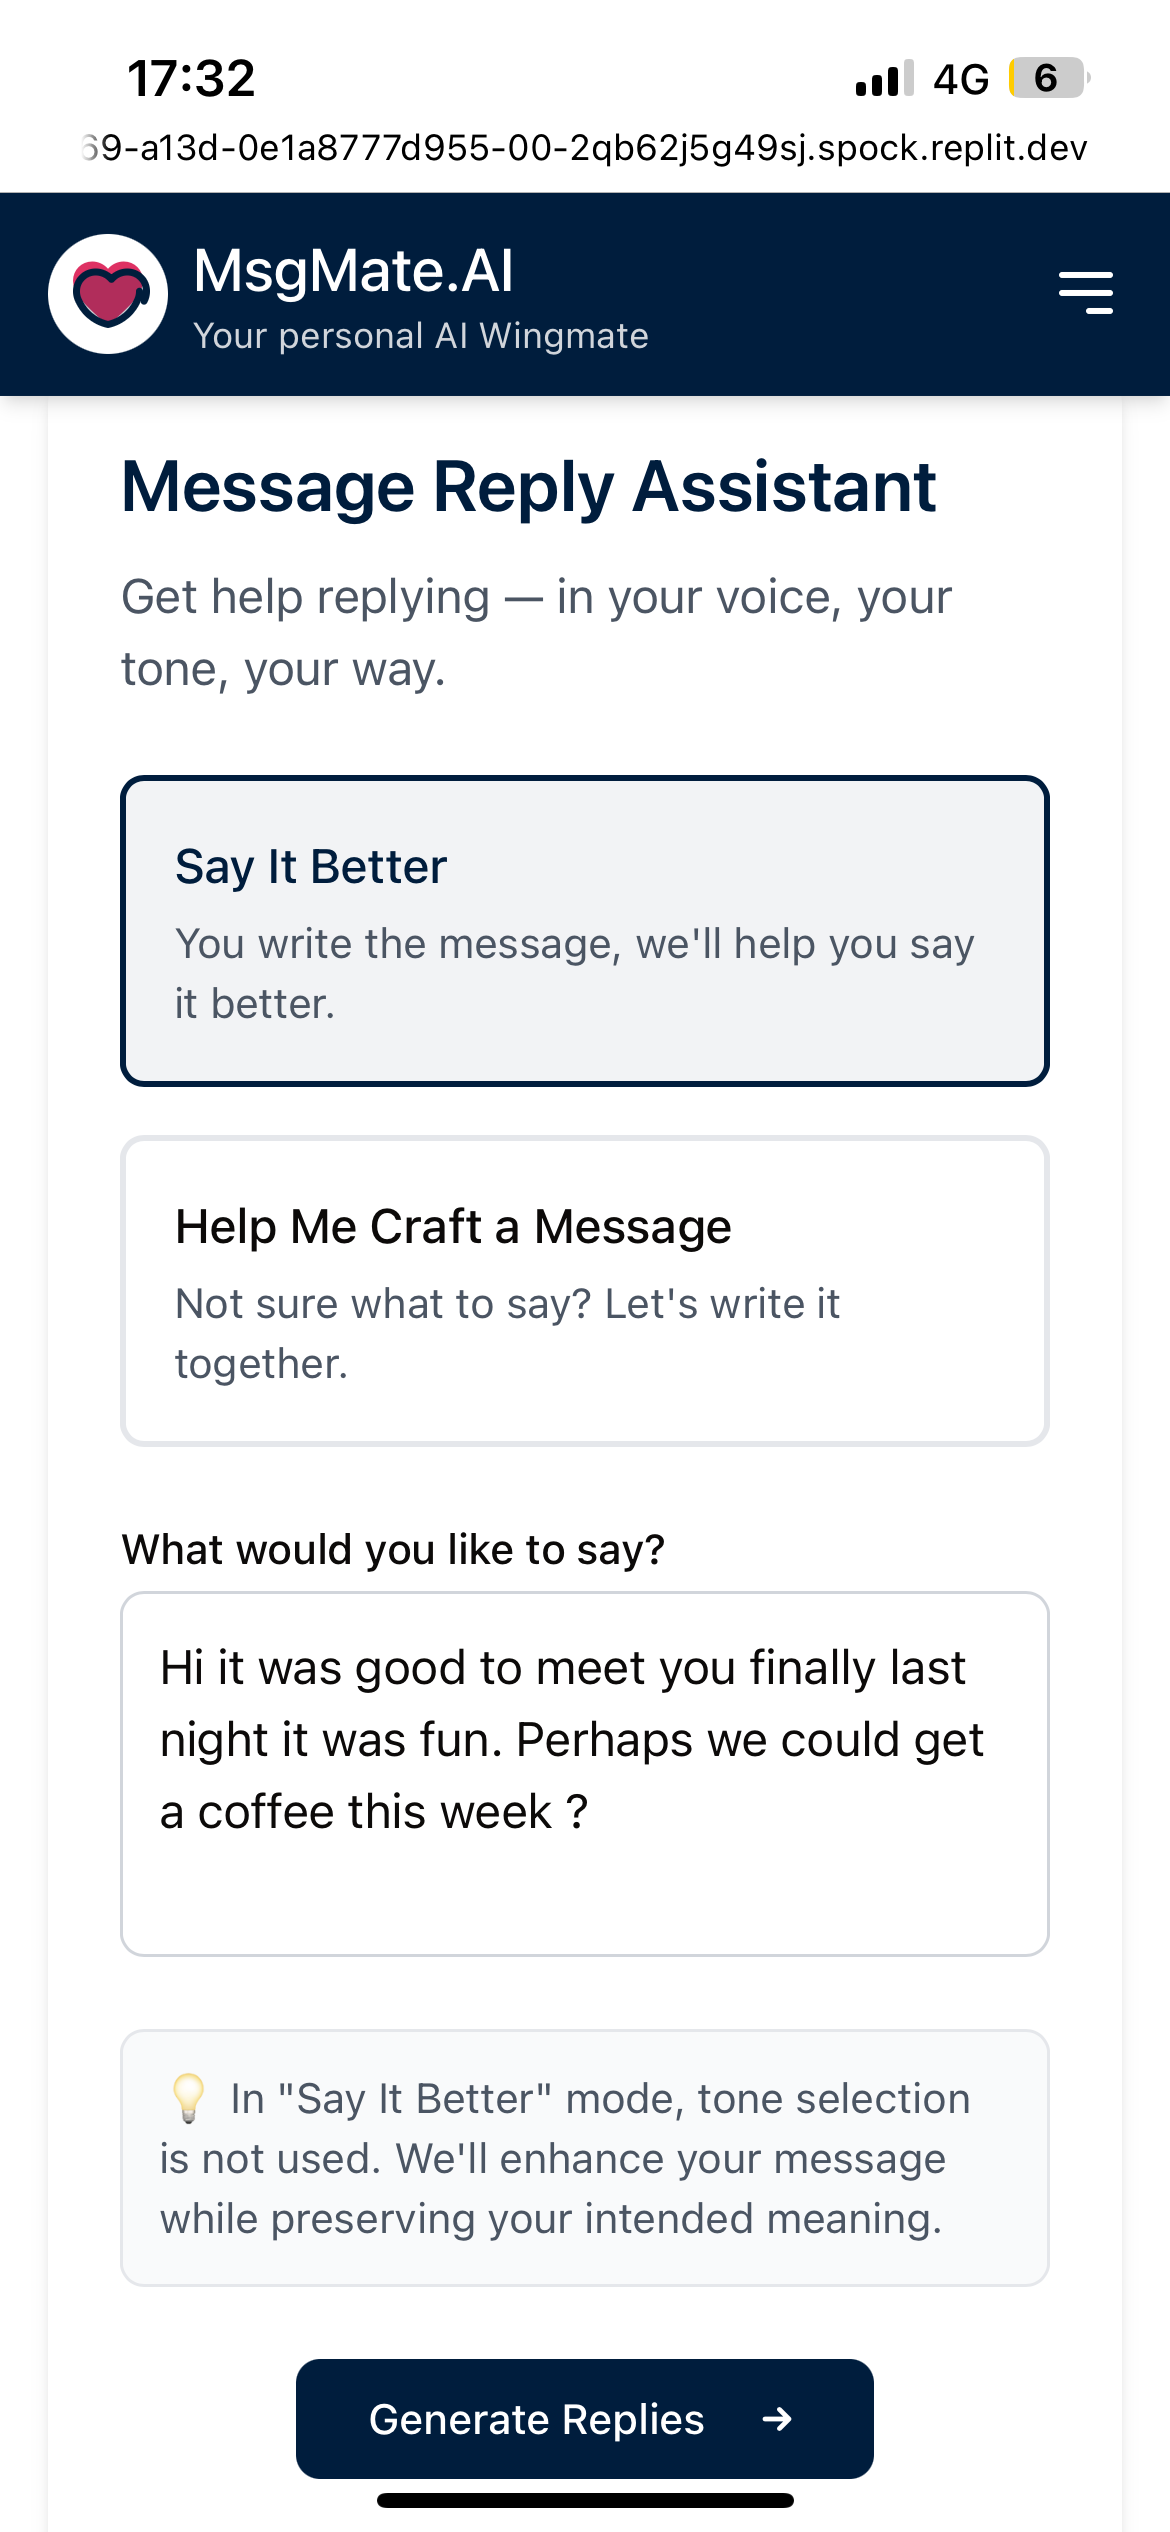 17:32
4G
6
69-a13d-0e1a8777d955-00-2qb62j5g49sj.spock.replit.dev
MsgMate.AI
Your personal AI Wingmate
Message Reply Assistant
Get help replying — in your voice, your
tone, your way.
Say It Better
You write the message, we'll help you say
it better.
Help Me Craft a Message
Not sure what to say? Let's write it
together.
What would you like to say?
Hi it was good to meet you finally last
night it was fun. Perhaps we could get
a coffee this week ?
💡 In "Say It Better" mode, tone selection
is not used. We'll enhance your message
while preserving your intended meaning.
Generate Replies →